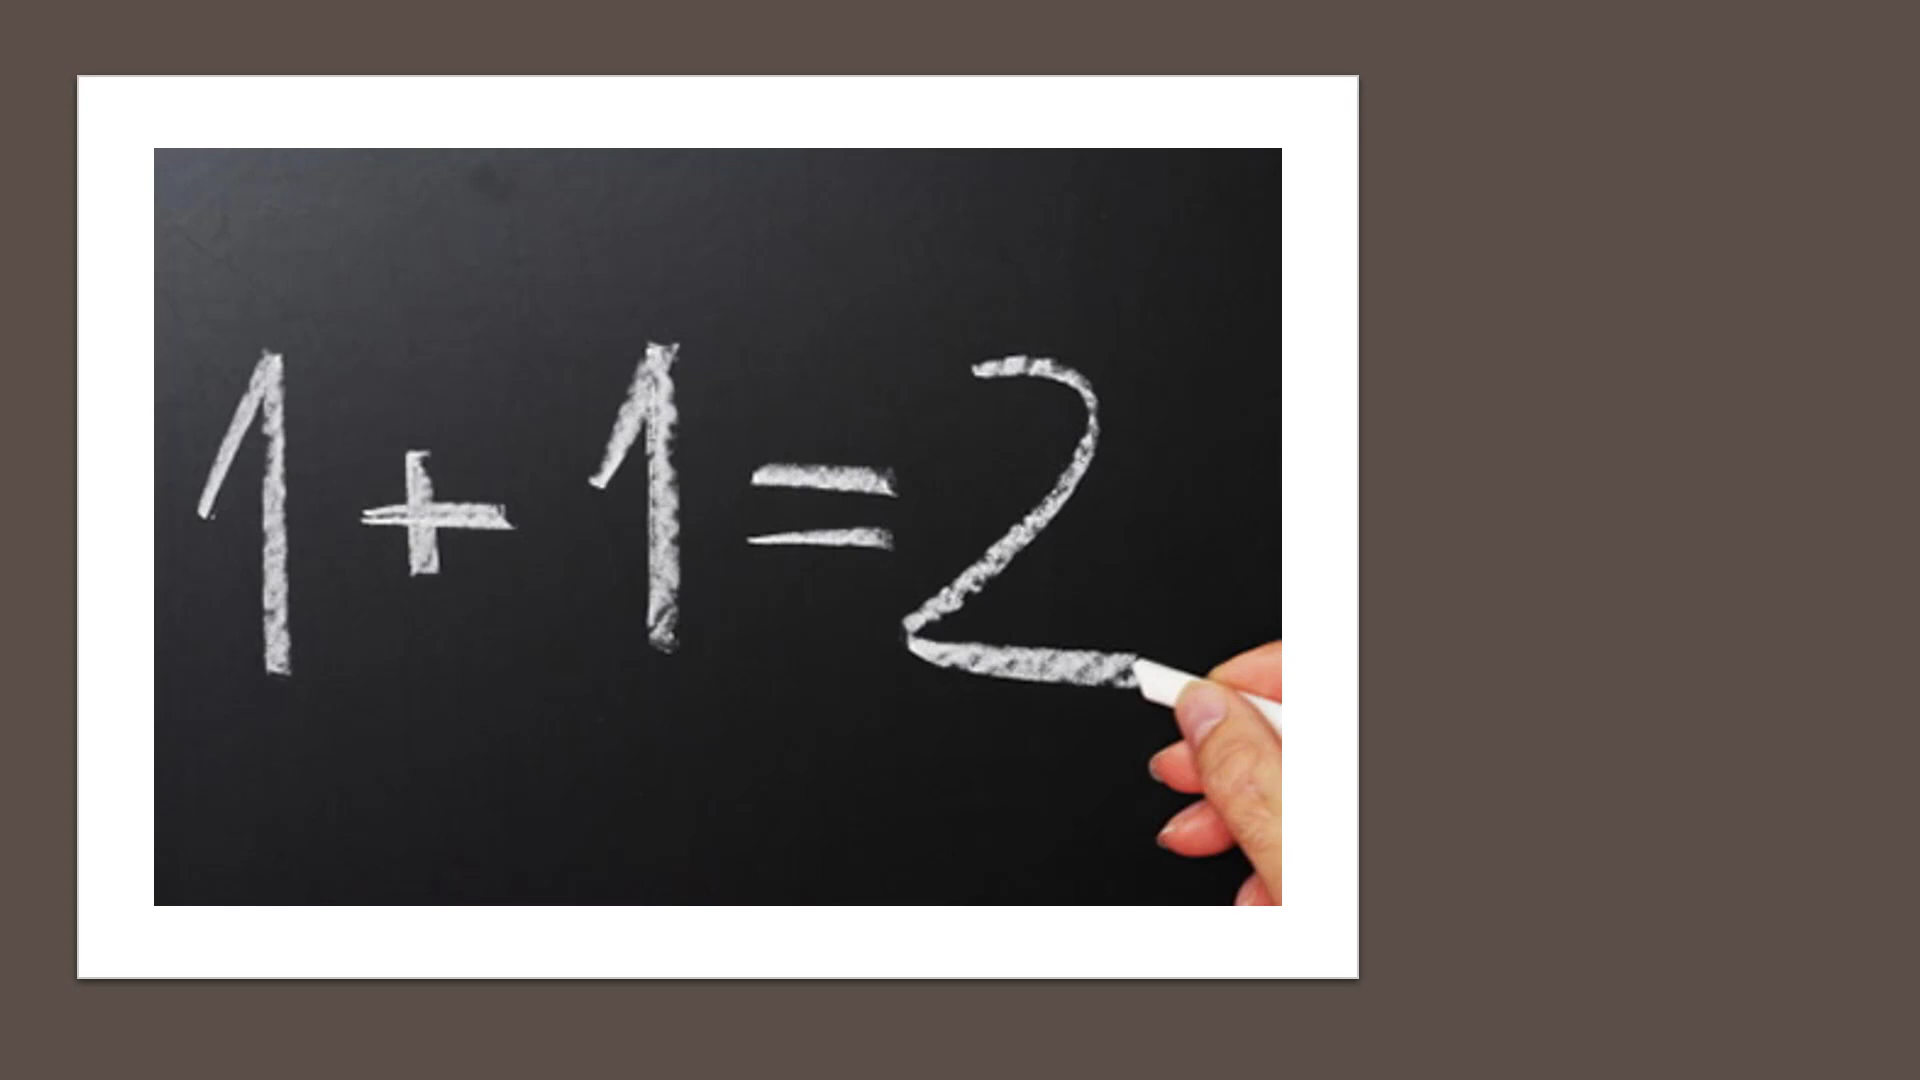 1 + 1 = 2